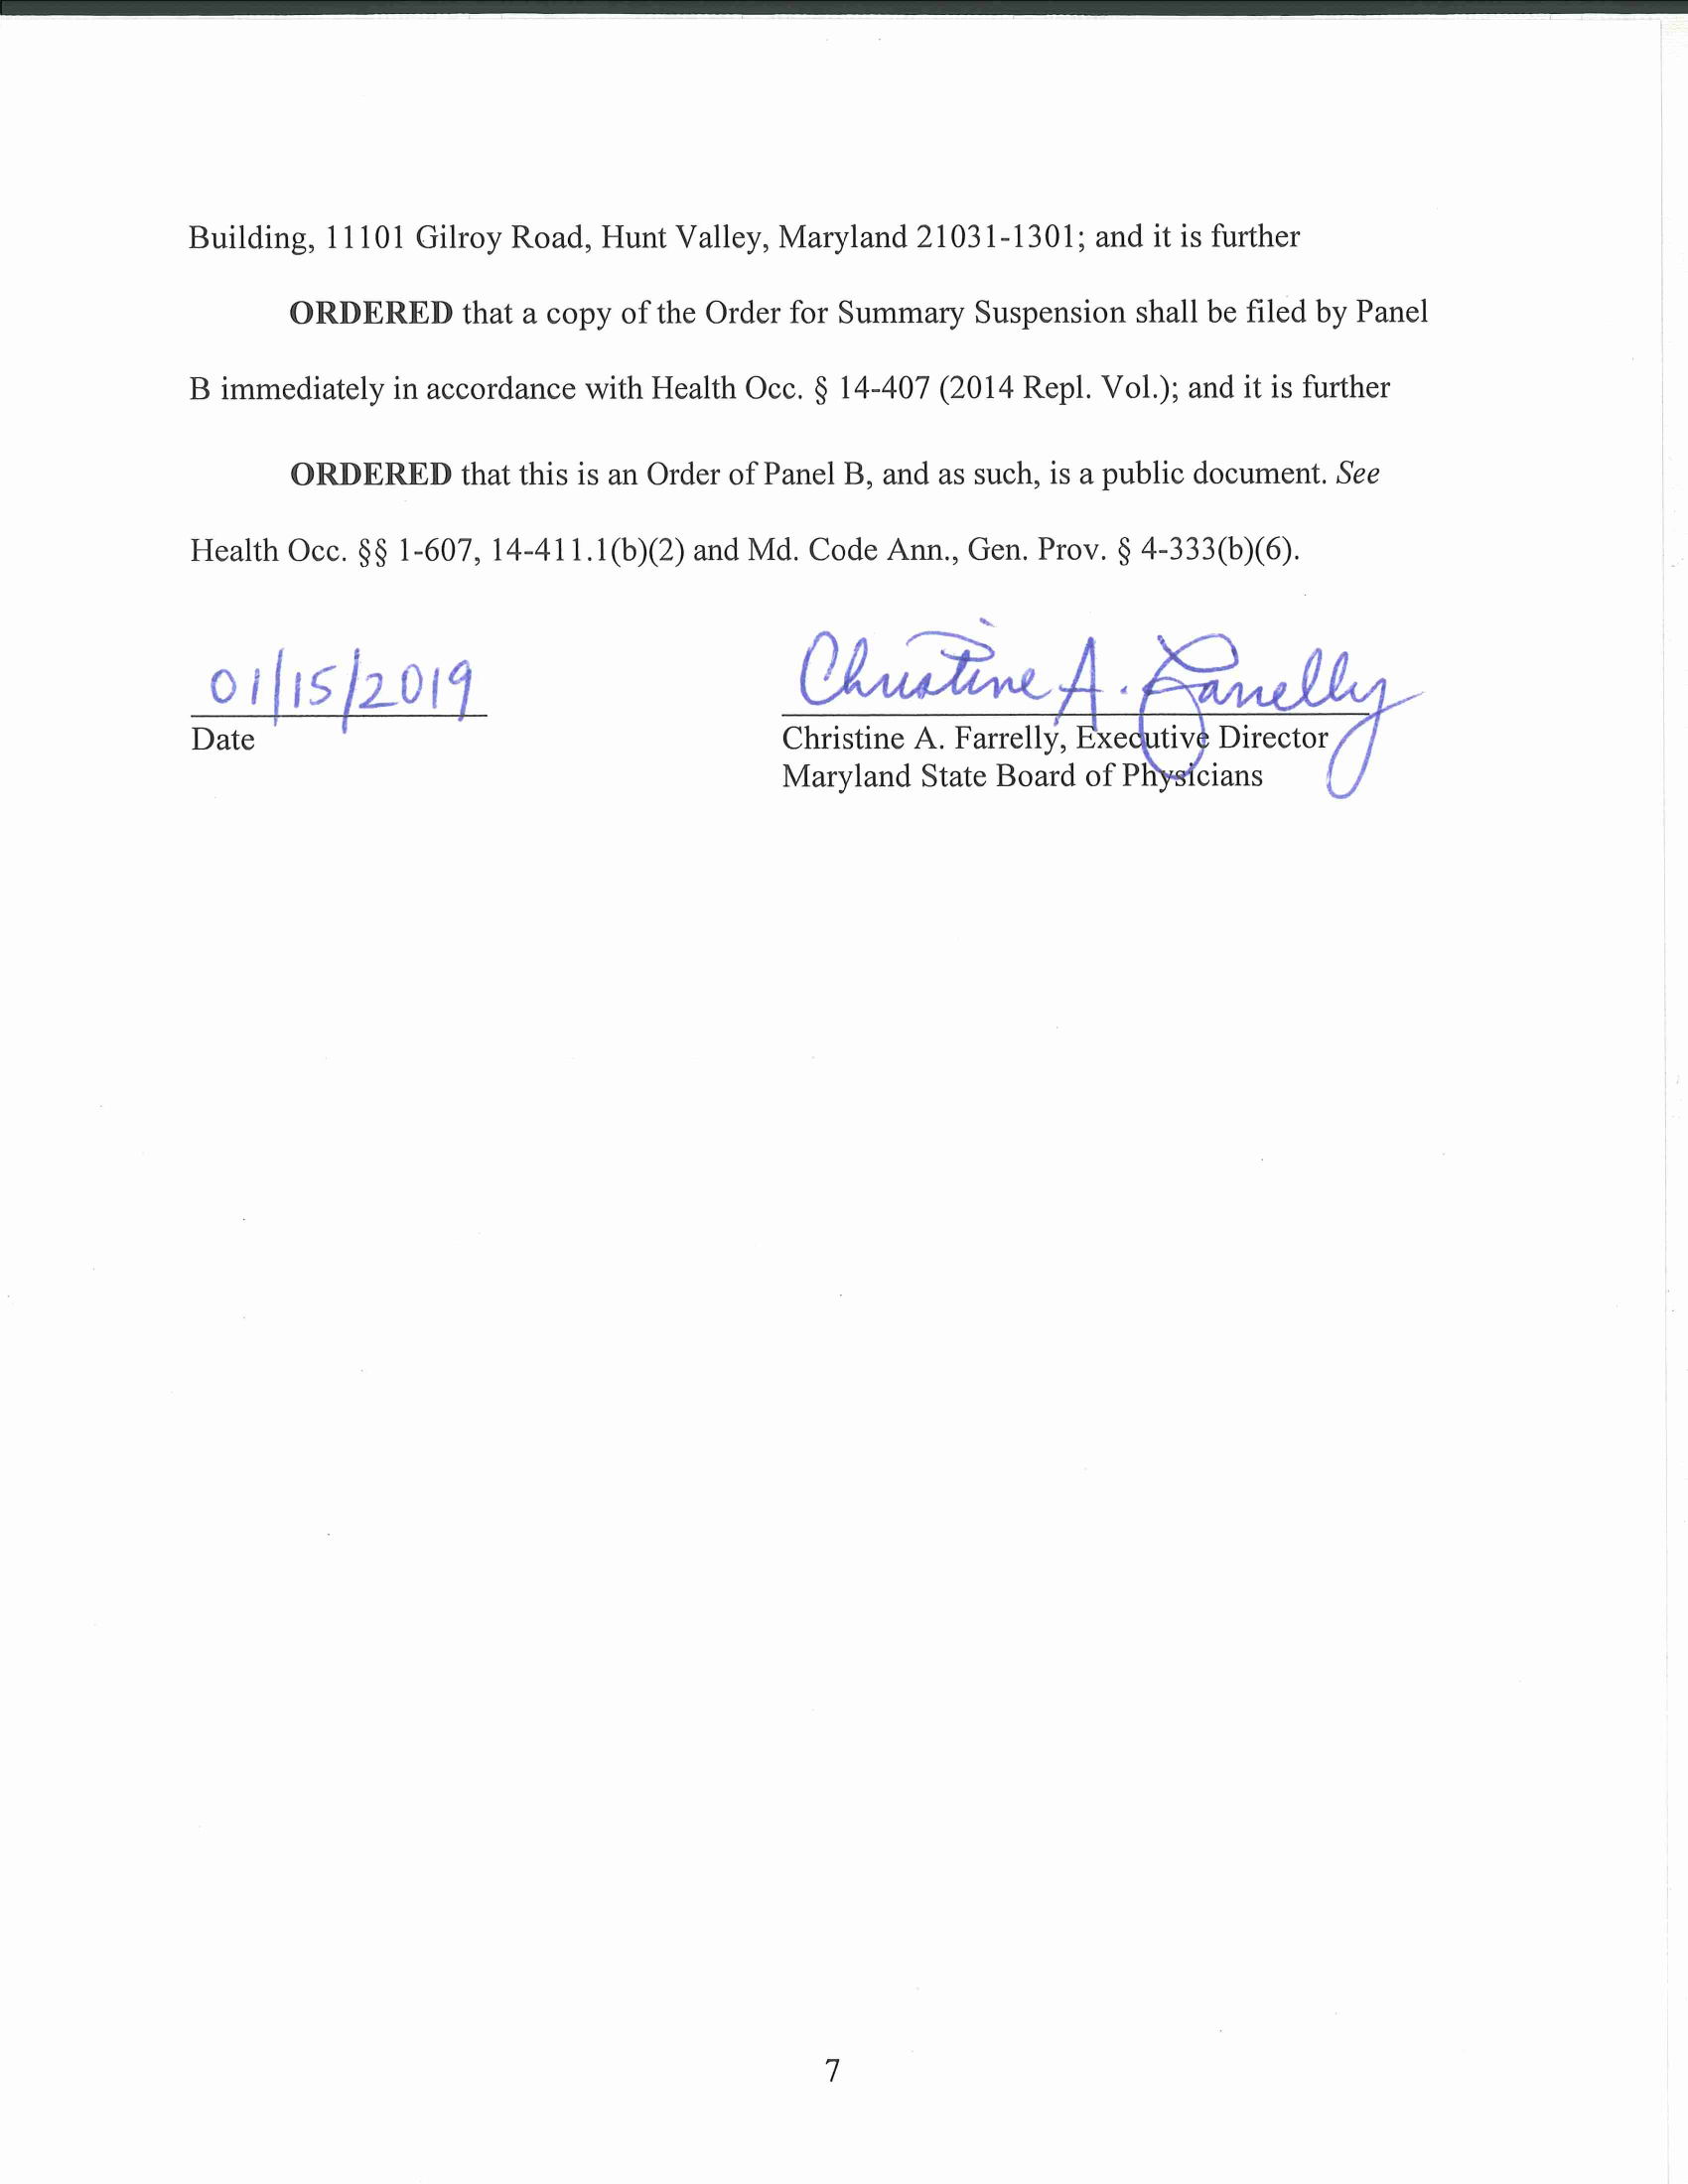 Building, 11101 Gilroy Road, Hunt Valley, Maryland 21031-1301; and it is further
ORDERED that a copy of the Order for Summary Suspension shall be filed by Panel
B immediately in accordance with Health Occ. § 14-407 (2014 Repl. Vol.); and it is further
ORDERED that this is an Order of Panel B, and as such, is a public document. See
Health Occ. §§ 1-607, 14-411.1(b)(2) and Md. Code Ann., Gen. Prov. § 4-333(b)(6).
01/15/2019
Christine A. Farrelly
Date
Christine A. Farrelly, Executive Director
Maryland State Board of Physicians
7